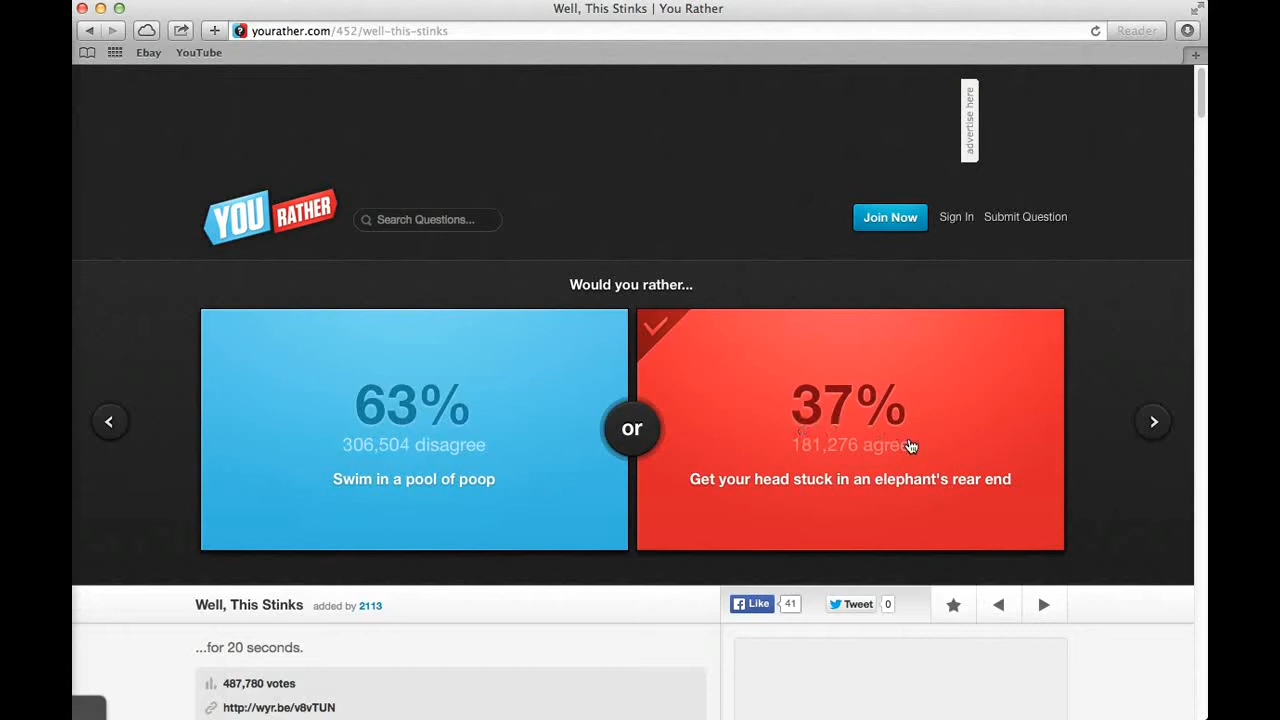 Well, This Stinks | You Rather
yourather.com/452/well-this-stinks
Reader
Ebay
YouTube
advertise here
YOU RATHER
Search Questions...
Join Now
Sign In
Submit Question
Would you rather...
63%
306,504 disagree
Swim in a pool of poop
or
37%
181,276 agree
Get your head stuck in an elephant's rear end
Well, This Stinks
added by 2113
Like
41
Tweet
0
...for 20 seconds.
487,780 votes
http://wyr.be/v8vTUN